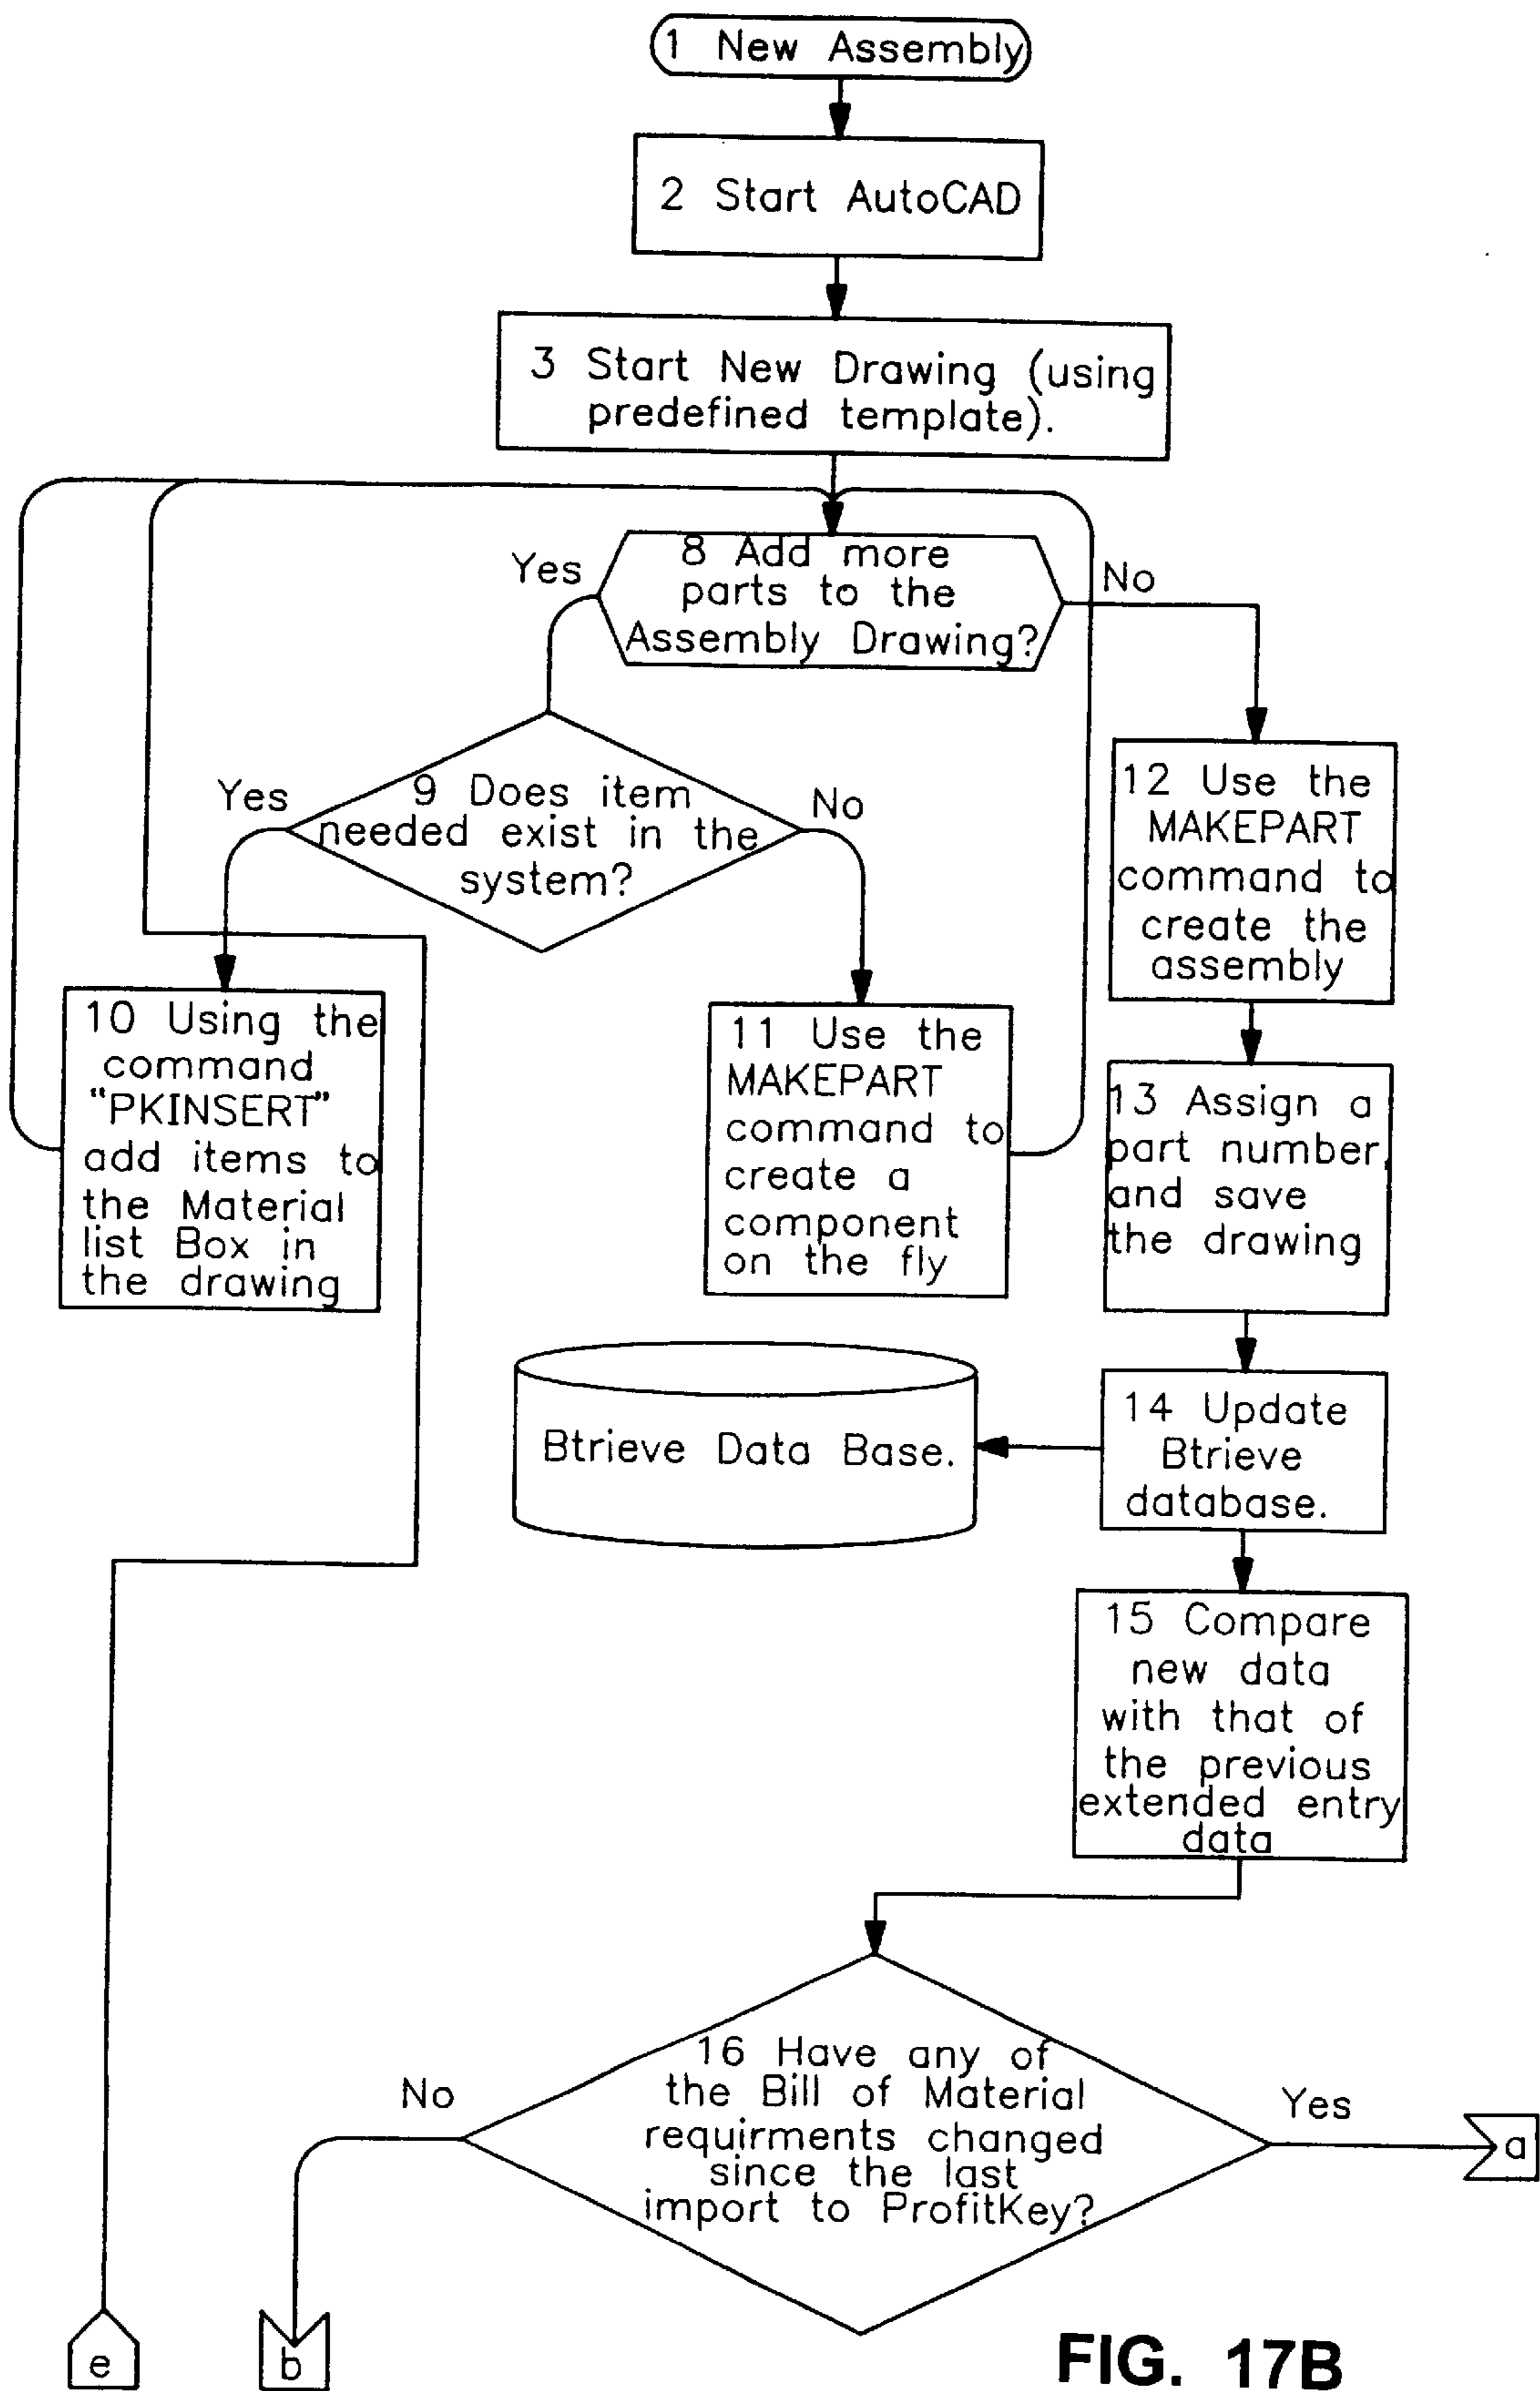 1 New Assembly
2 Start AutoCAD
3 Start New Drawing (using
predefined template).
8 Add more
parts to the
Assembly Drawing?
Yes
No
9 Does item
needed exist in the
system?
Yes
No
10 Using the
command
"PKINSERT"
add items to
the Material
list Box in
the drawing
11 Use the
MAKEPART
command to
create a
component
on the fly
12 Use the
MAKEPART
command to
create the
assembly
13 Assign a
part number,
and save
the drawing
14 Update
Btrieve
database.
Btrieve Data Base.
15 Compare
new data
with that of
the previous
extended entry
data
16 Have any of
the Bill of Material
requirments changed
since the last
import to ProfitKey?
No
Yes
a
e
b
FIG. 17B